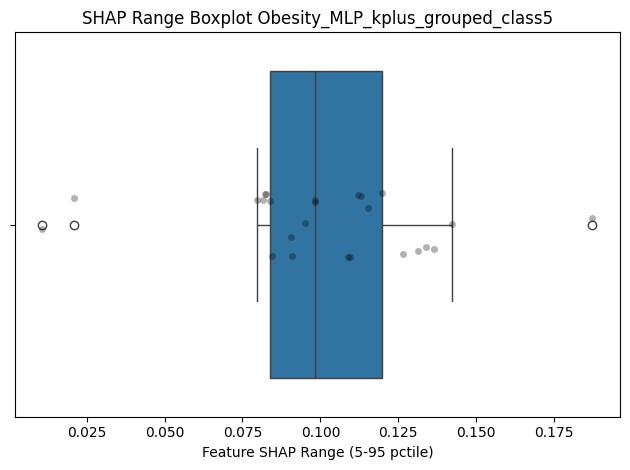 SHAP Range Boxplot Obesity_MLP_kplus_grouped_class5
0.025 0.050 0.075 0.100 0.125 0.150 0.175
Feature SHAP Range (5-95 pctile)